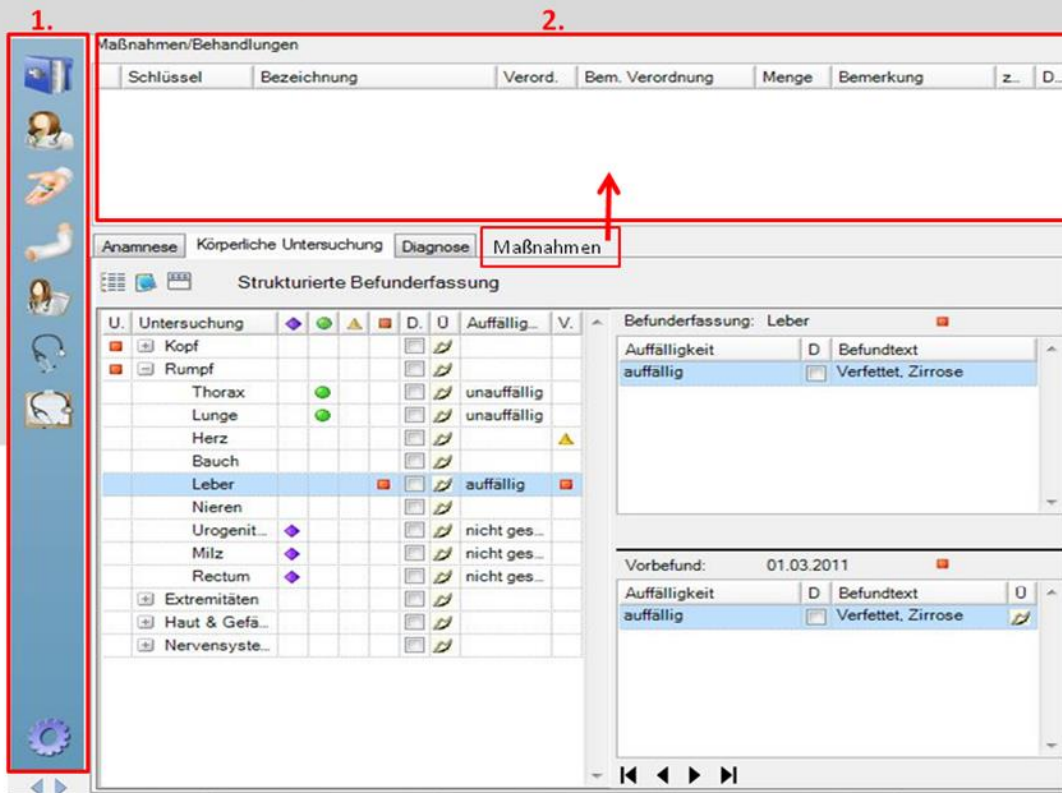 1.
2.
Maßnahmen/Behandlungen
Schlüssel Bezeichnung Verord. Bem. Verordnung Menge Bemerkung z... D...
Anamnese Körperliche Untersuchung Diagnose Maßnahmen
Strukturierte Befunderfassung
U. Untersuchung D. Ü Auffällig... V.
Kopf
Rumpf
Thorax unauffällig
Lunge unauffällig
Herz
Bauch
Leber auffällig
Nieren
Urogenit... nicht ges...
Milz nicht ges...
Rectum nicht ges...
Extremitäten
Haut & Gefä...
Nervensyste...
Befunderfassung: Leber
Auffälligkeit D Befundtext
auffällig Verfettet, Zirrose
Vorbefund: 01.03.2011
Auffälligkeit D Befundtext Ü
auffällig Verfettet, Zirrose